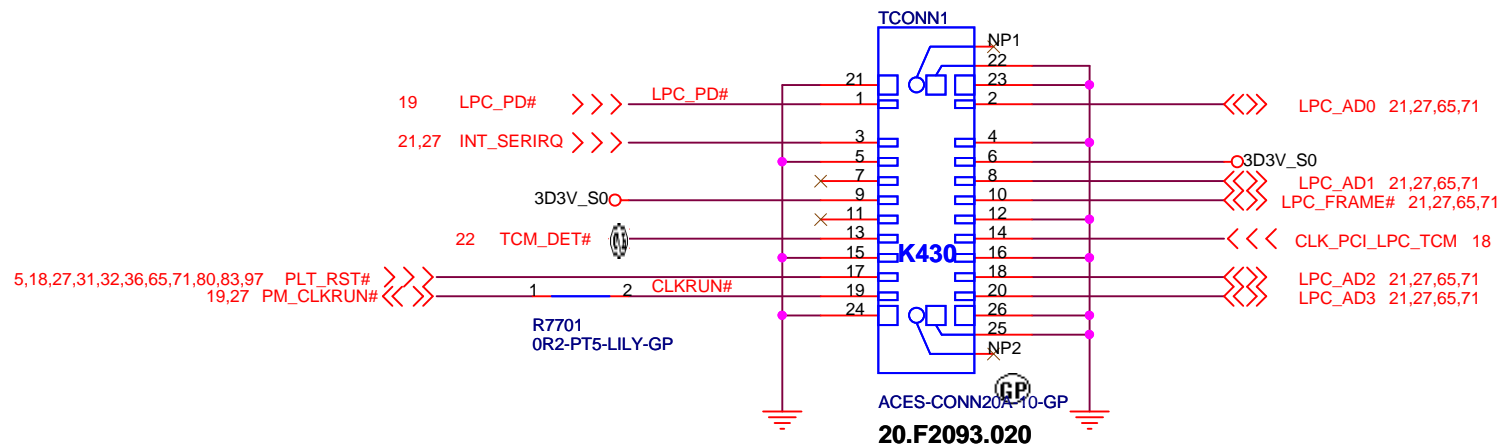 TCONN1
NP1
22
21 23
19 LPC_PD# LPC_PD# 1 2 LPC_AD0 21,27,65,71
21,27 INT_SERIRQ 3 4
5 6 3D3V_S0
7 8 LPC_AD1 21,27,65,71
3D3V_S0 9 10 LPC_FRAME# 21,27,65,71
11 12
22 TCM_DET# 13 14 CLK_PCI_LPC_TCM 18
K430
15 16
5,18,27,31,32,36,65,71,80,83,97 PLT_RST# 17 18 LPC_AD2 21,27,65,71
19,27 PM_CLKRUN# 1 2 CLKRUN# 19 20 LPC_AD3 21,27,65,71
24 26
R7701 25
0R2-PT5-LILY-GP NP2
GP
ACES-CONN20A-10-GP
20.F2093.020